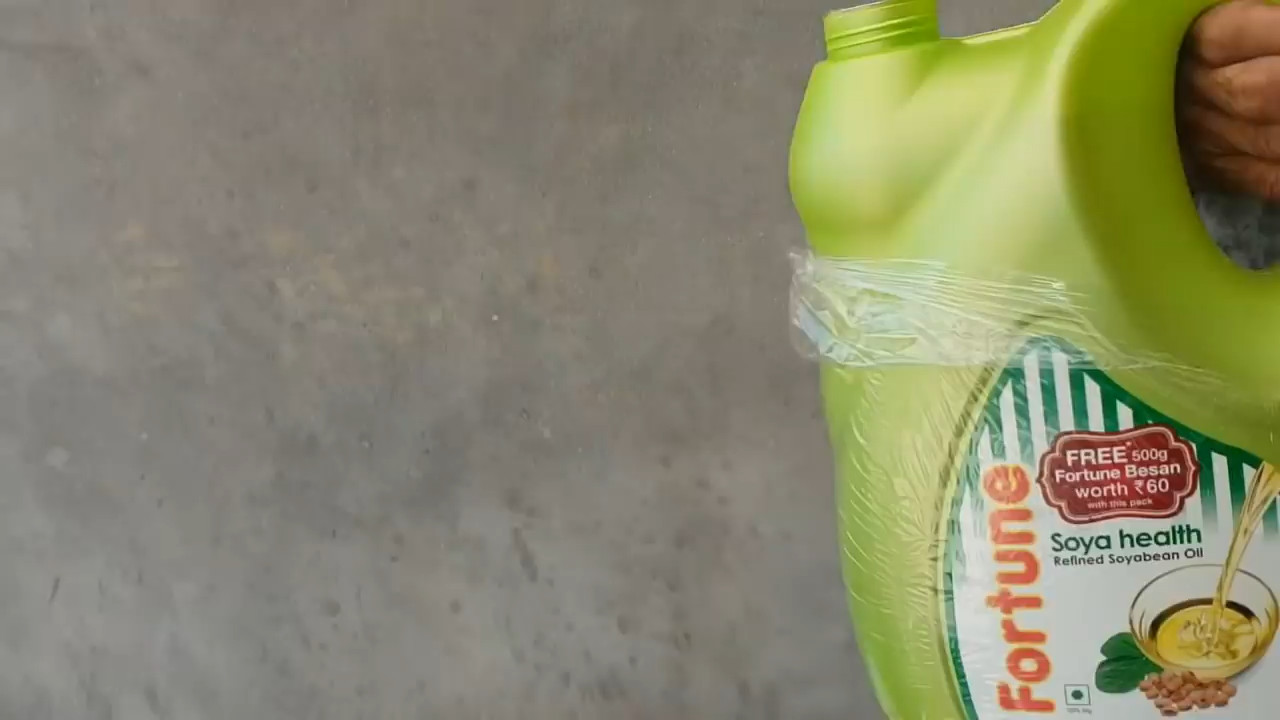 FREE* 500g
Fortune Besan
worth ₹60
with this pack
Fortune
Soya health
Refined Soyabean Oil